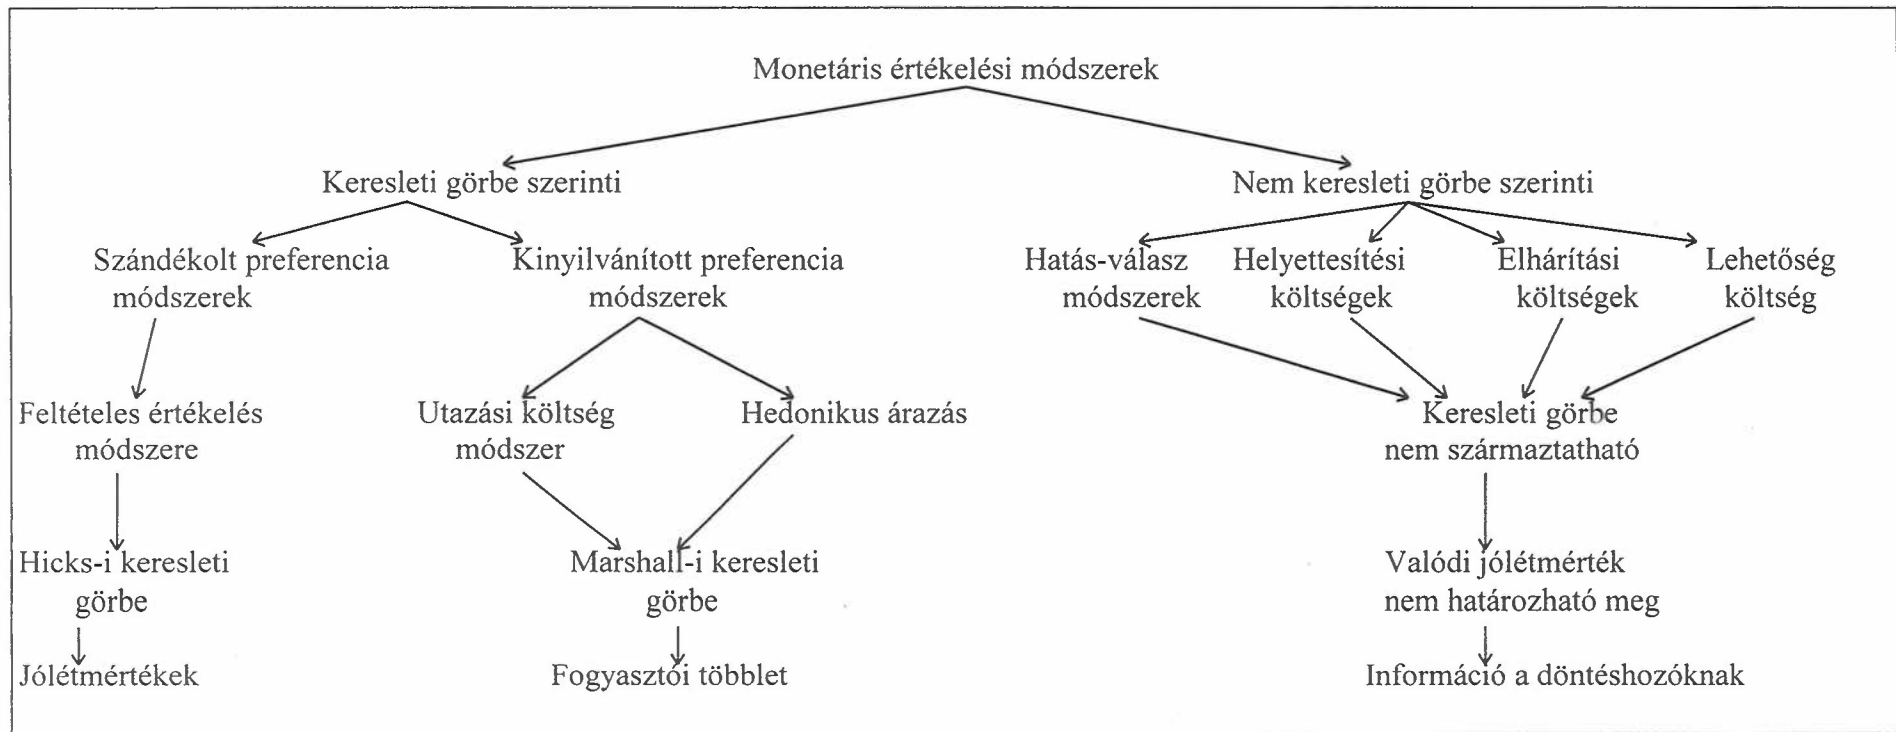 Monetáris értékelési módszerek
Keresleti görbe szerinti
Nem keresleti görbe szerinti
Szándékolt preferencia
módszerek
Kinyilvánított preferencia
módszerek
Hatás-válasz
módszerek
Helyettesítési
költségek
Elhárítási
költségek
Lehetőség
költség
Feltételes értékelés
módszere
Utazási költség
módszer
Hedonikus árazás
Keresleti görbe
nem származtatható
Hicks-i keresleti
görbe
Marshall-i keresleti
görbe
Valódi jólétmérték
nem határozható meg
Jólétmértékek
Fogyasztói többlet
Információ a döntéshozóknak